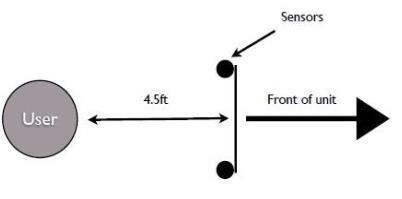 Sensors
4.5ft
Front of unit
User